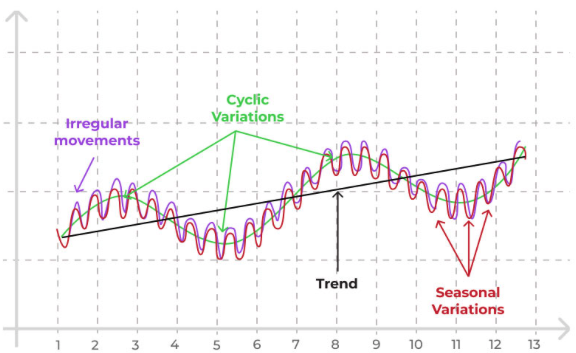 Cyclic
Variations
Irregular
movements
Trend
Seasonal
Variations
1 2 3 4 5 6 7 8 9 10 11 12 13